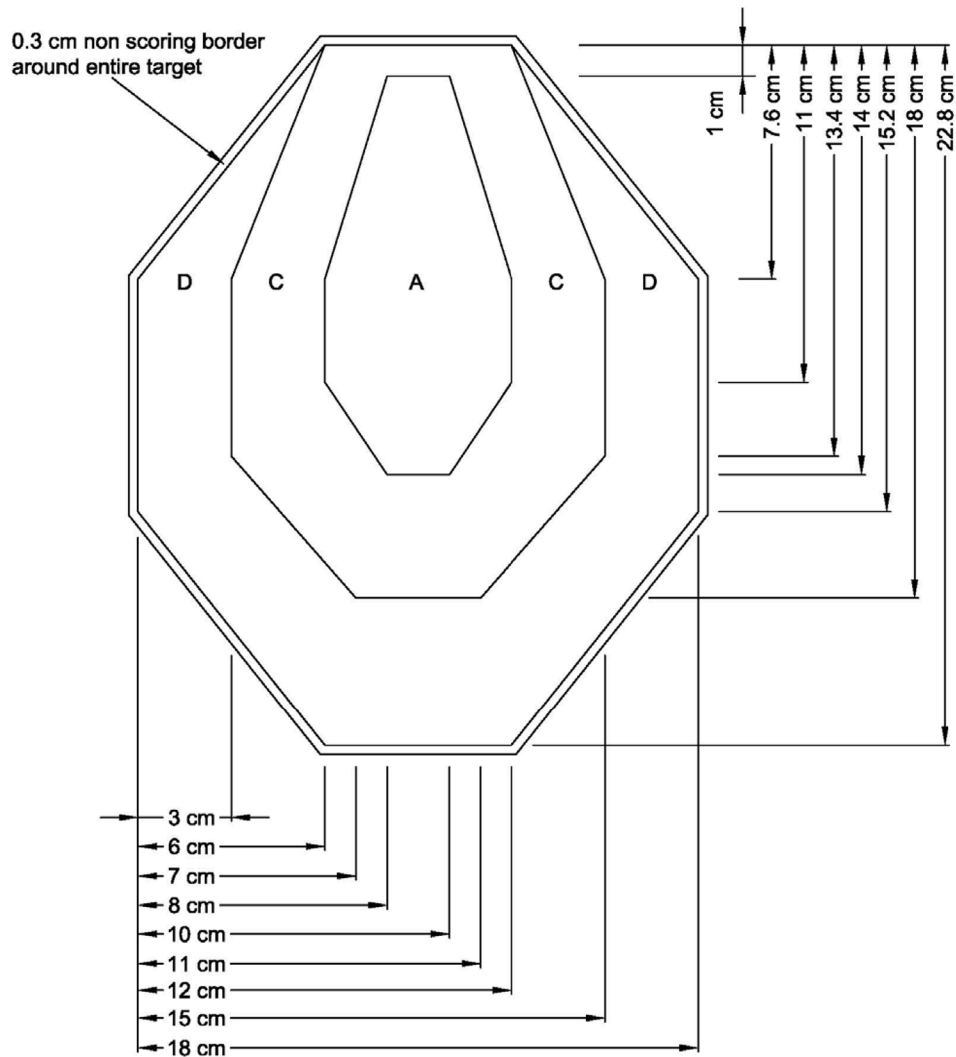 0.3 cm non scoring border
around entire target
1 cm
7.6 cm
11 cm
13.4 cm
14 cm
15.2 cm
18 cm
22.8 cm
D
C
A
C
D
3 cm
6 cm
7 cm
8 cm
10 cm
11 cm
12 cm
15 cm
18 cm